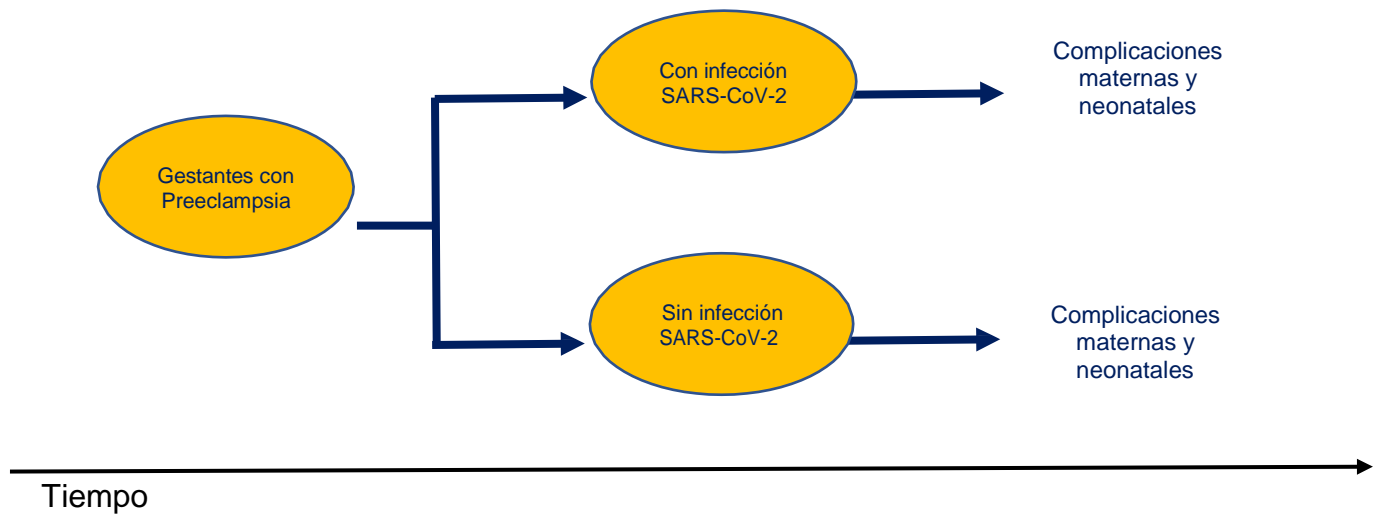 Gestantes con
Preeclampsia
Con infección
SARS-CoV-2
Complicaciones
maternas y
neonatales
Sin infección
SARS-CoV-2
Complicaciones
maternas y
neonatales
Tiempo